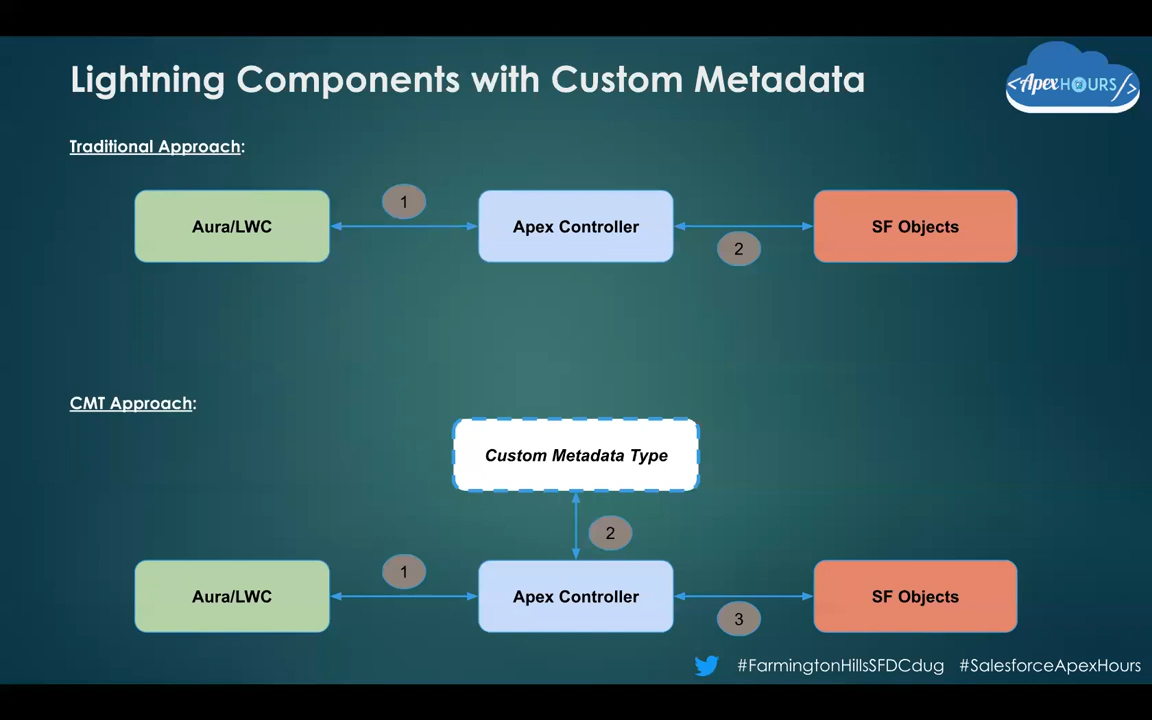 Lightning Components with Custom Metadata
<ApexHOURS/>
Traditional Approach:
1
Aura/LWC
Apex Controller
SF Objects
2
CMT Approach:
Custom Metadata Type
2
1
Aura/LWC
Apex Controller
SF Objects
3
#FarmingtonHillsSFDCdug #SalesforceApexHours